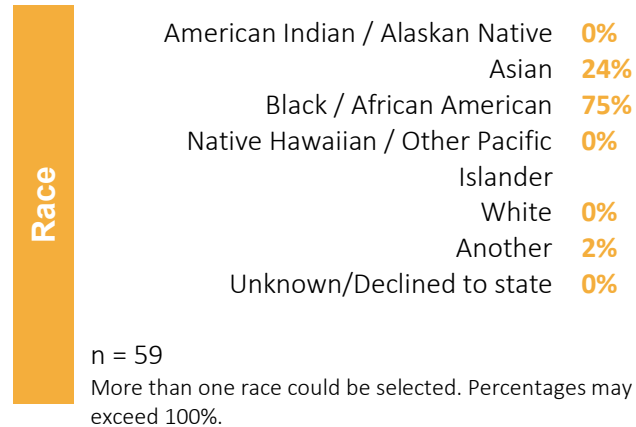 Race
American Indian / Alaskan Native 0%
Asian 24%
Black / African American 75%
Native Hawaiian / Other Pacific 0%
Islander
White 0%
Another 2%
Unknown/Declined to state 0%
n = 59
More than one race could be selected. Percentages may
exceed 100%.